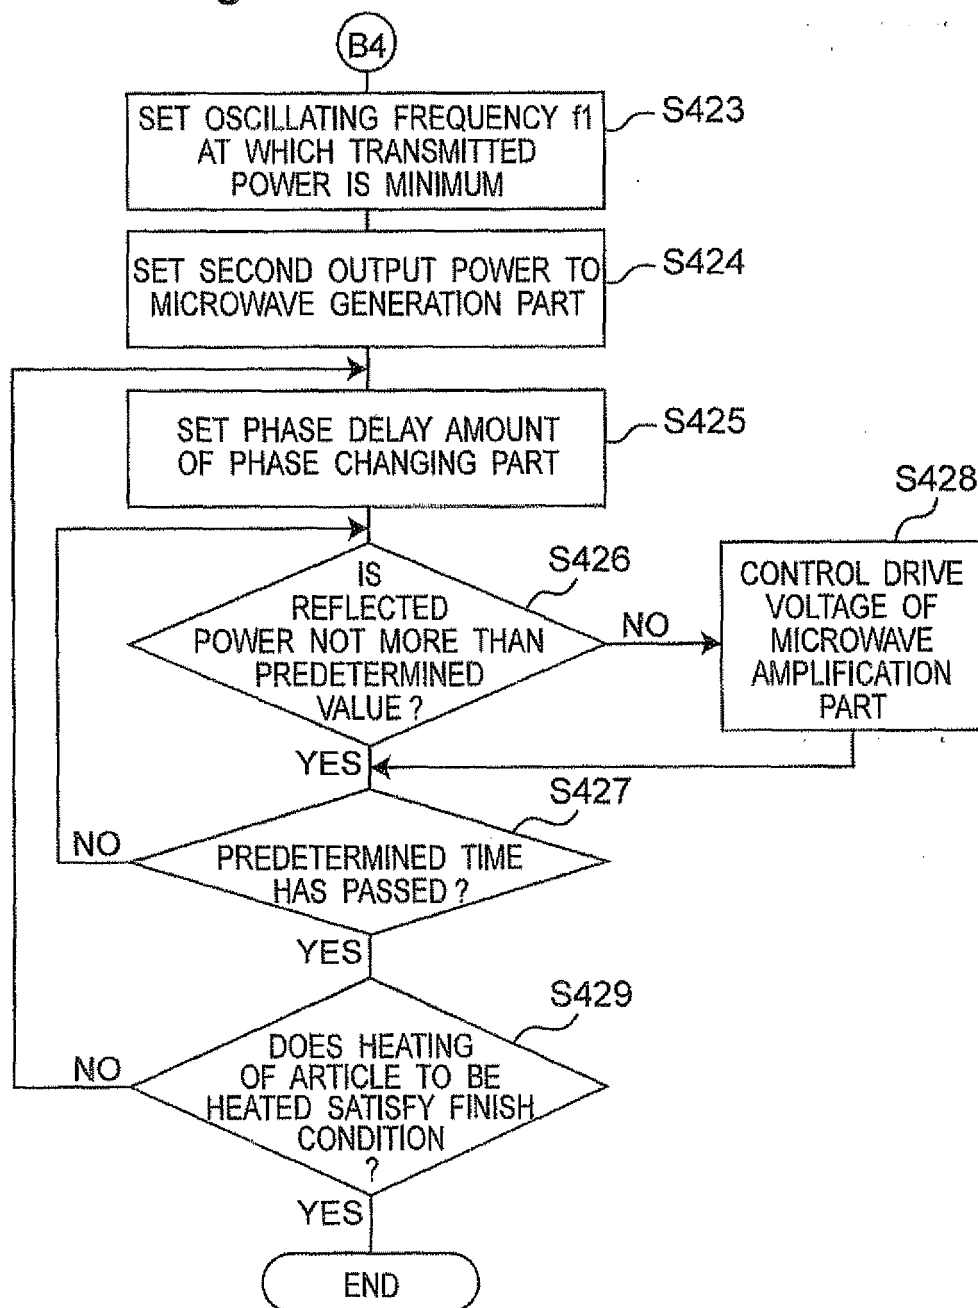 B4
SET OSCILLATING FREQUENCY f1
AT WHICH TRANSMITTED
POWER IS MINIMUM
S423
SET SECOND OUTPUT POWER TO
MICROWAVE GENERATION PART
S424
SET PHASE DELAY AMOUNT
OF PHASE CHANGING PART
S425
IS
REFLECTED
POWER NOT MORE THAN
PREDETERMINED
VALUE ?
S426
NO
S428
CONTROL DRIVE
VOLTAGE OF
MICROWAVE
AMPLIFICATION
PART
YES
S427
NO
PREDETERMINED TIME
HAS PASSED ?
YES
S429
NO
DOES HEATING
OF ARTICLE TO BE
HEATED SATISFY FINISH
CONDITION
?
YES
END